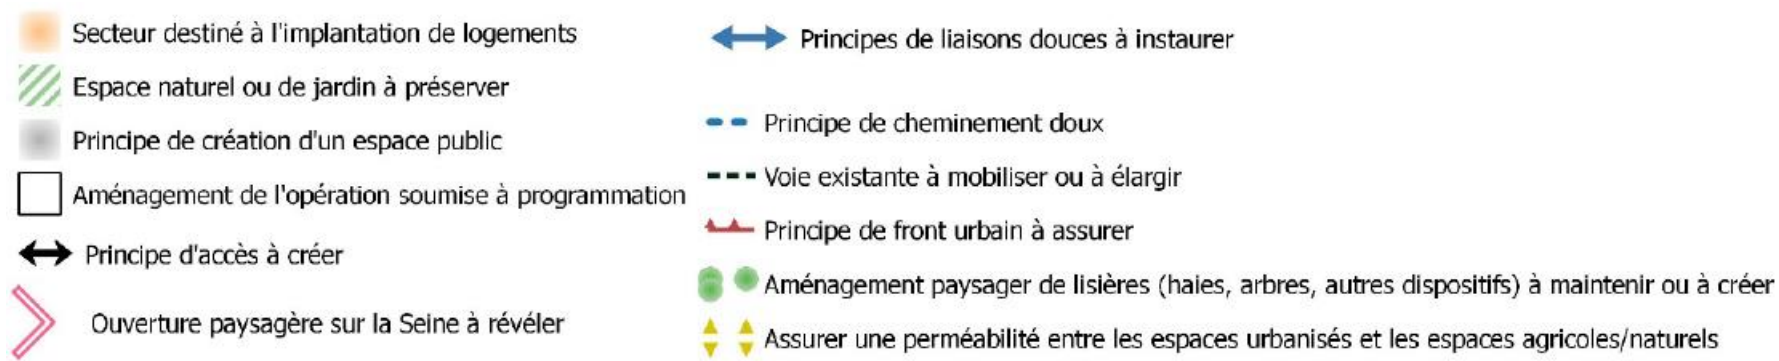 Secteur destiné à l'implantation de logements
Espace naturel ou de jardin à préserver
Principe de création d'un espace public
Aménagement de l'opération soumise à programmation
Principe d'accès à créer
Ouverture paysagère sur la Seine à révéler
Principes de liaisons douces à instaurer
Principe de cheminement doux
Voie existante à mobiliser ou à élargir
Principe de front urbain à assurer
Aménagement paysager de lisières (haies, arbres, autres dispositifs) à maintenir ou à créer
Assurer une perméabilité entre les espaces urbanisés et les espaces agricoles/naturels